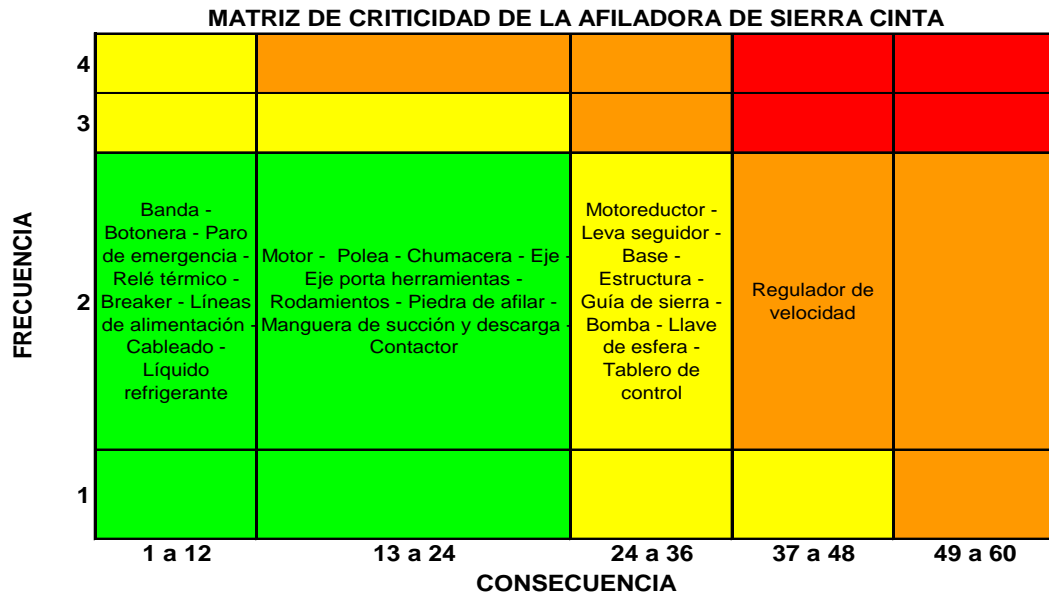 MATRIZ DE CRITICIDAD DE LA AFILADORA DE SIERRA CINTA
FRECUENCIA
4
3
2
1
Banda -
Botonera - Paro
de emergencia -
Relé térmico -
Breaker - Líneas
de alimentación -
Cableado -
Líquido
refrigerante
Motor - Polea - Chumacera - Eje -
Eje porta herramientas -
Rodamientos - Piedra de afilar -
Manguera de succión y descarga -
Contactor
Motoreductor -
Leva seguidor -
Base -
Estructura -
Guía de sierra -
Bomba - Llave
de esfera -
Tablero de
control
Regulador de
velocidad
1 a 12
13 a 24
24 a 36
37 a 48
49 a 60
CONSECUENCIA